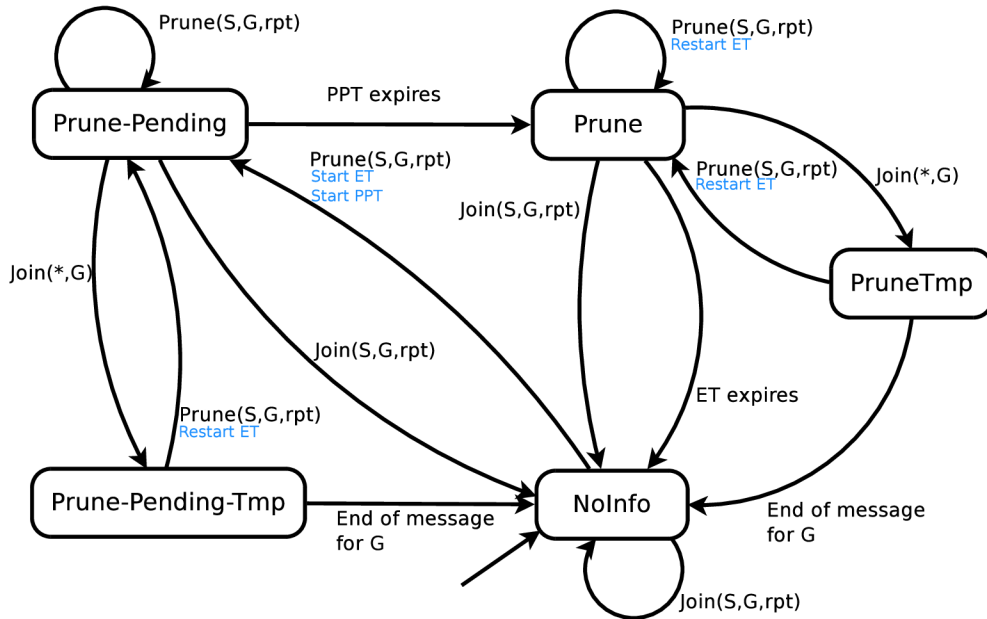 Prune(S,G,rpt)
Prune(S,G,rpt)
Restart ET
PPT expires
Prune-Pending
Prune
Prune(S,G,rpt)
Start ET
Start PPT
Prune(S,G,rpt)
Restart ET
Join(*,G)
Join(S,G,rpt)
Join(*,G)
PruneTmp
Join(S,G,rpt)
ET expires
Prune(S,G,rpt)
Restart ET
Prune-Pending-Tmp
NoInfo
End of message
for G
End of message
for G
Join(S,G,rpt)